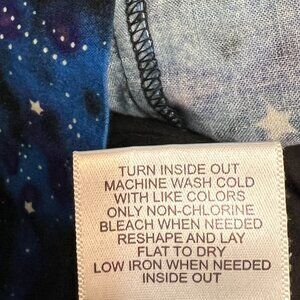 TURN INSIDE OUT
MACHINE WASH COLD
WITH LIKE COLORS
ONLY NON-CHLORINE
BLEACH WHEN NEEDED
RESHAPE AND LAY
FLAT TO DRY
LOW IRON WHEN NEEDED
INSIDE OUT